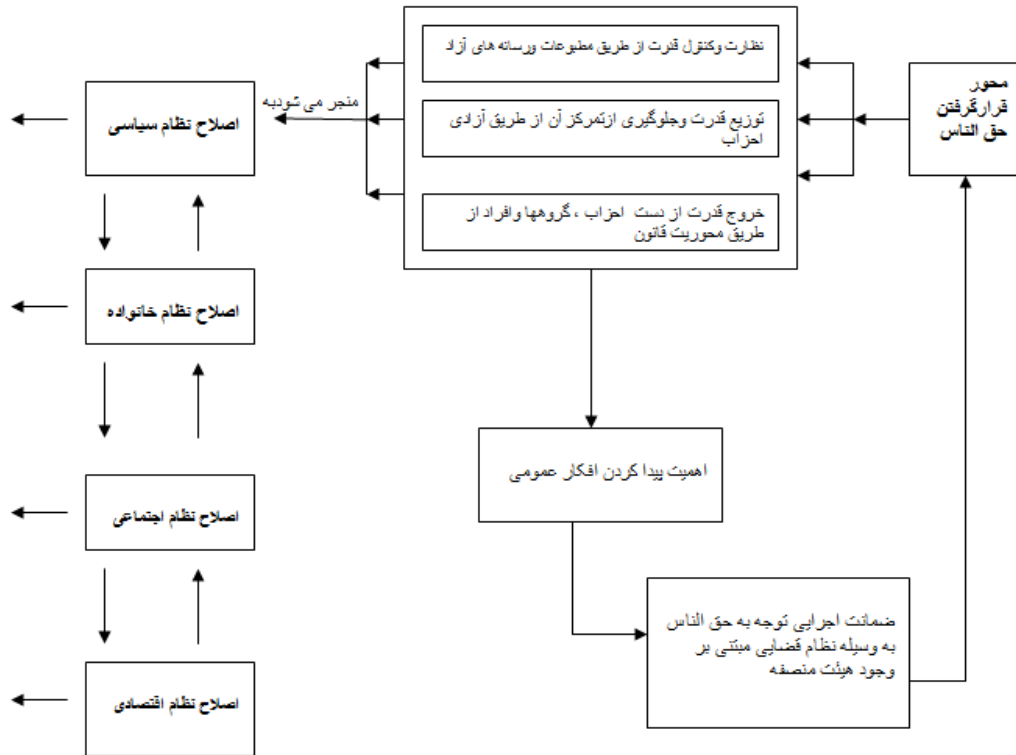 محور
قرارگرفتن
حق الناس
نظارت وکنتول قدرت از طریق مطبوعات ورسانه های آزاد
توزیع قدرت وجلوگیری ازتمرکز آن از طریق آزادی
احزاب
خروج قدرت از دست احزاب ، گروهها وافراد از
طریق محوریت قانون
منجر می شودبه
اصلاح نظام سیاسی
اصلاح نظام خانواده
اصلاح نظام اجتماعی
اصلاح نظام اقتصادی
اهمیت پیدا کردن افکار عمومی
ضمانت اجرایی توجه به حق الناس
به وسیله نظام قضایی مبتنی بر
وجود هیئت منصفه